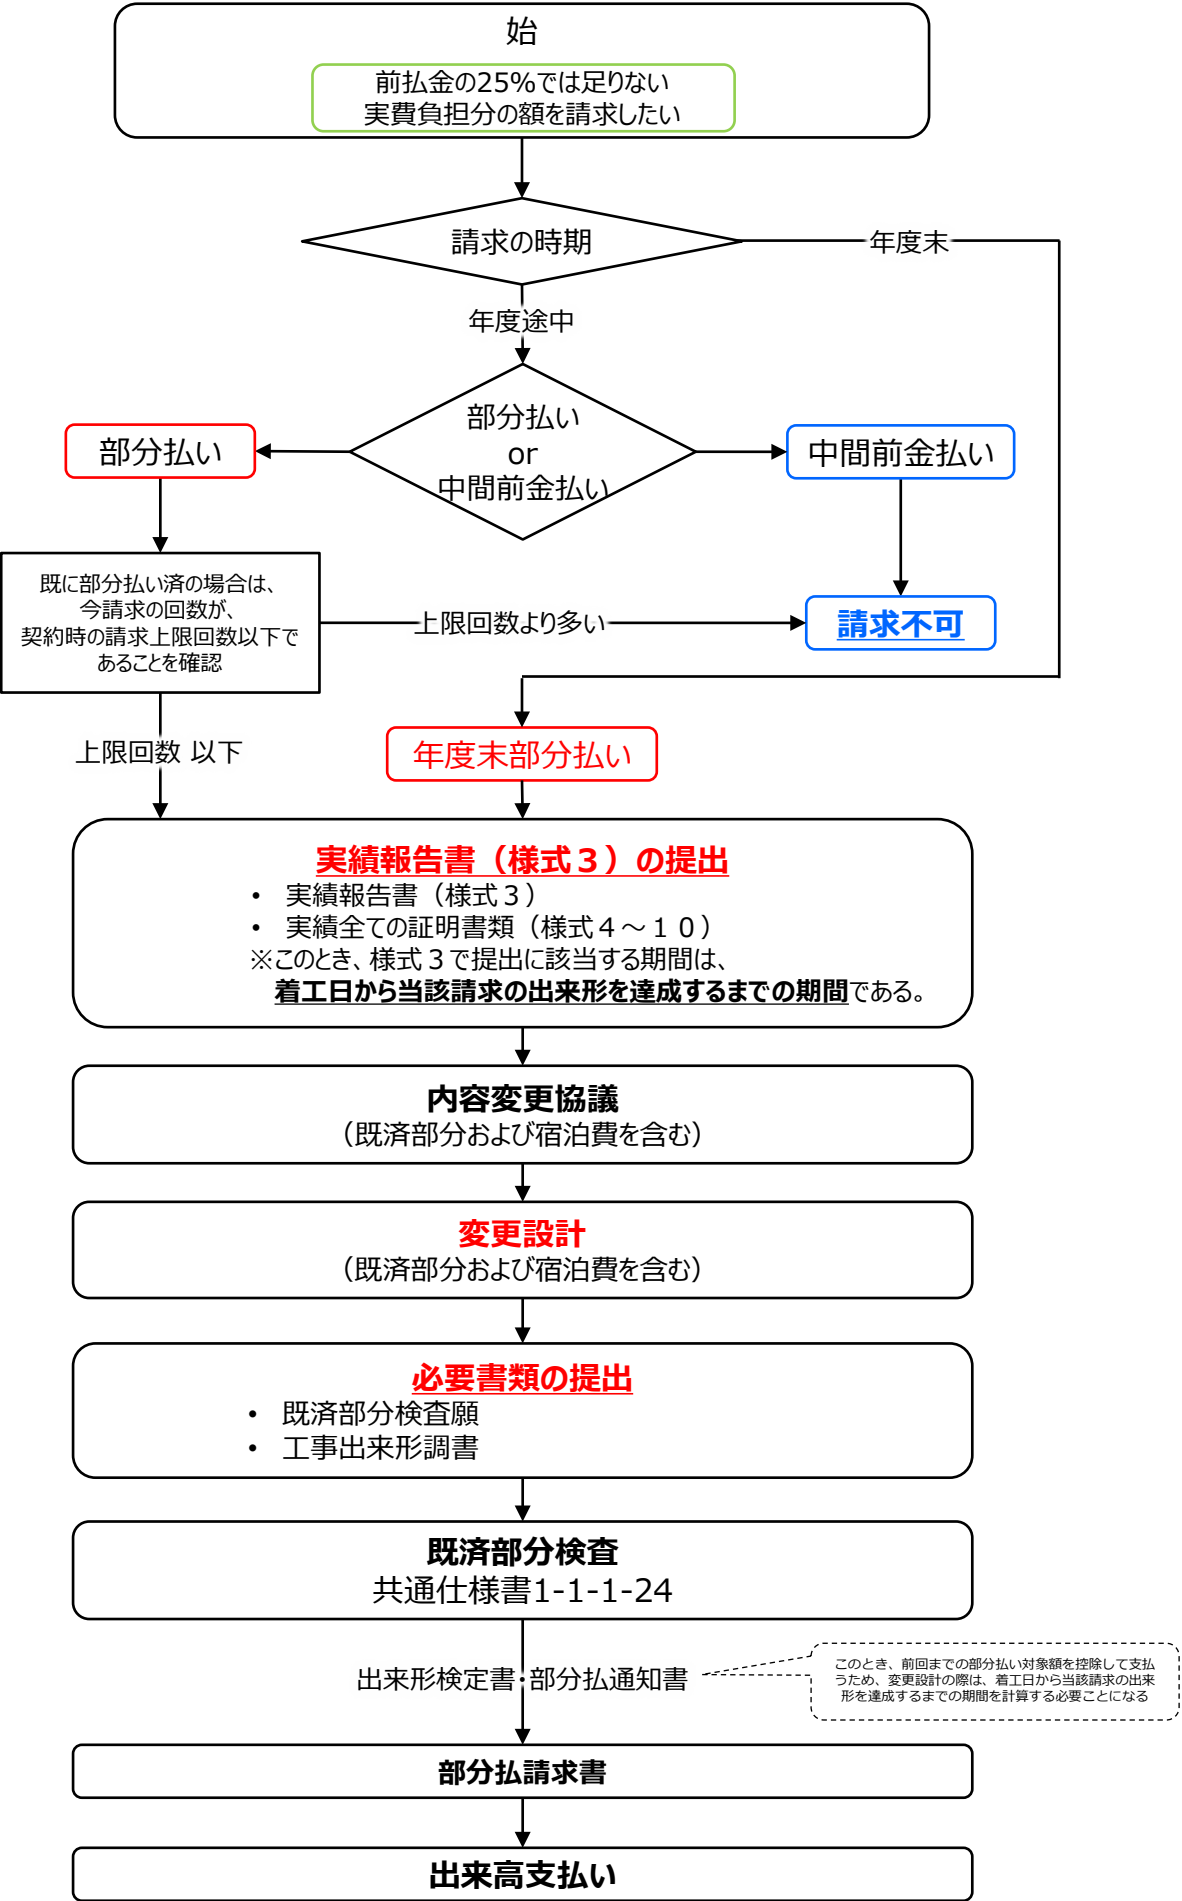 始
前払金の25%では足りない
実費負担分の額を請求したい
請求の時期
年度末
年度途中
部分払い
or
中間前金払い
部分払い
中間前金払い
既に部分払い済の場合は、
今請求の回数が、
契約時の請求上限回数以下で
あることを確認
上限回数より多い
請求不可
上限回数 以下
年度末部分払い
実績報告書（様式３）の提出
• 実績報告書（様式３）
• 実績全ての証明書類（様式４～１０）
※このとき、様式３で提出に該当する期間は、
着工日から当該請求の出来形を達成するまでの期間である。
内容変更協議
（既済部分および宿泊費を含む）
変更設計
（既済部分および宿泊費を含む）
必要書類の提出
• 既済部分検査願
• 工事出来形調書
既済部分検査
共通仕様書1-1-1-24
出来形検定書・部分払通知書
このとき、前回までの部分払い対象額を控除して支払
うため、変更設計の際は、着工日から当該請求の出来
形を達成するまでの期間を計算する必要ことになる
部分払請求書
出来高支払い